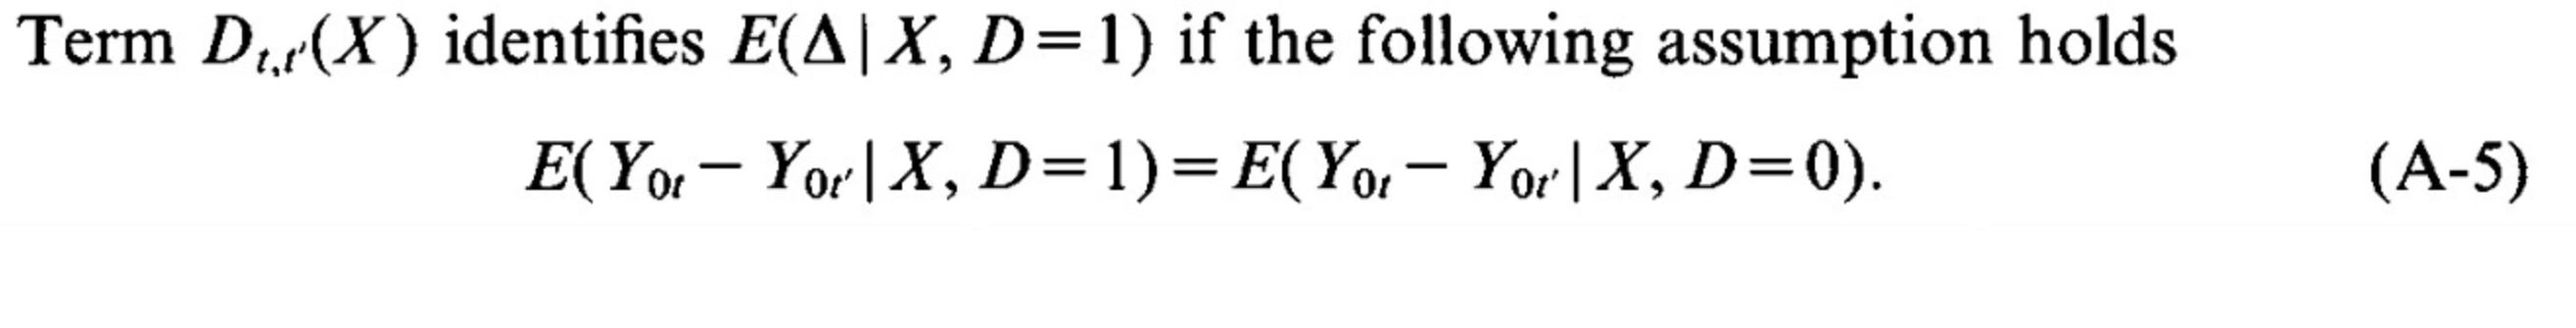 Term D_{t,t'}(X) identifies E(Δ | X, D=1) if the following assumption holds
E(Y_{0t} − Y_{0t'} | X, D=1) = E(Y_{0t} − Y_{0t'} | X, D=0). (A-5)